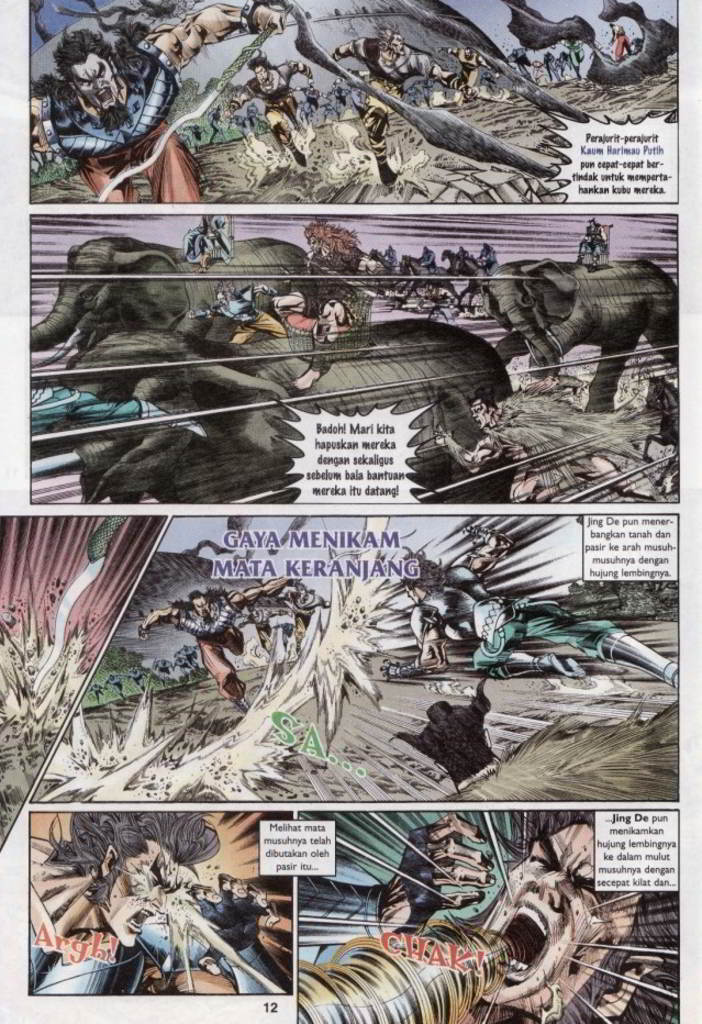 Perajurit-perajurit
Kaum Harimau Putih
pun cepat-cepat ber-
tindak untuk memperta-
hankan kubu mereka.
Badoh! Mari kita
hapuskan mereka
dengan sekaligus
sebelum bala bantuan
mereka itu datang!
GAYA MENIKAM
MATA KERANJANG
Jing De pun mener-
bangkan tanah dan
pasir ke arah musuh-
musuhnya dengan
hujung lembingnya.
SA...
Melihat mata
musuhnya telah
dibutakan oleh
pasir itu...
Argh!
...Jing De pun
menikamkan
hujung lembingnya
ke dalam mulut
musuhnya dengan
secepat kilat dan...
CHAK!
12